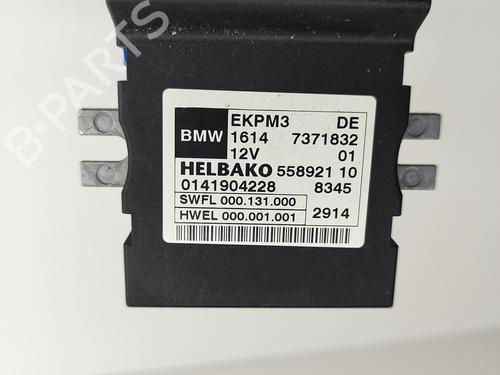 EKPM3 DE
BMW 1614 7371832
12V 01
HELBAKO 558921 10
0141904228 8345
SWFL 000.131.000
HWEL 000.001.001 2914
B-PARTS